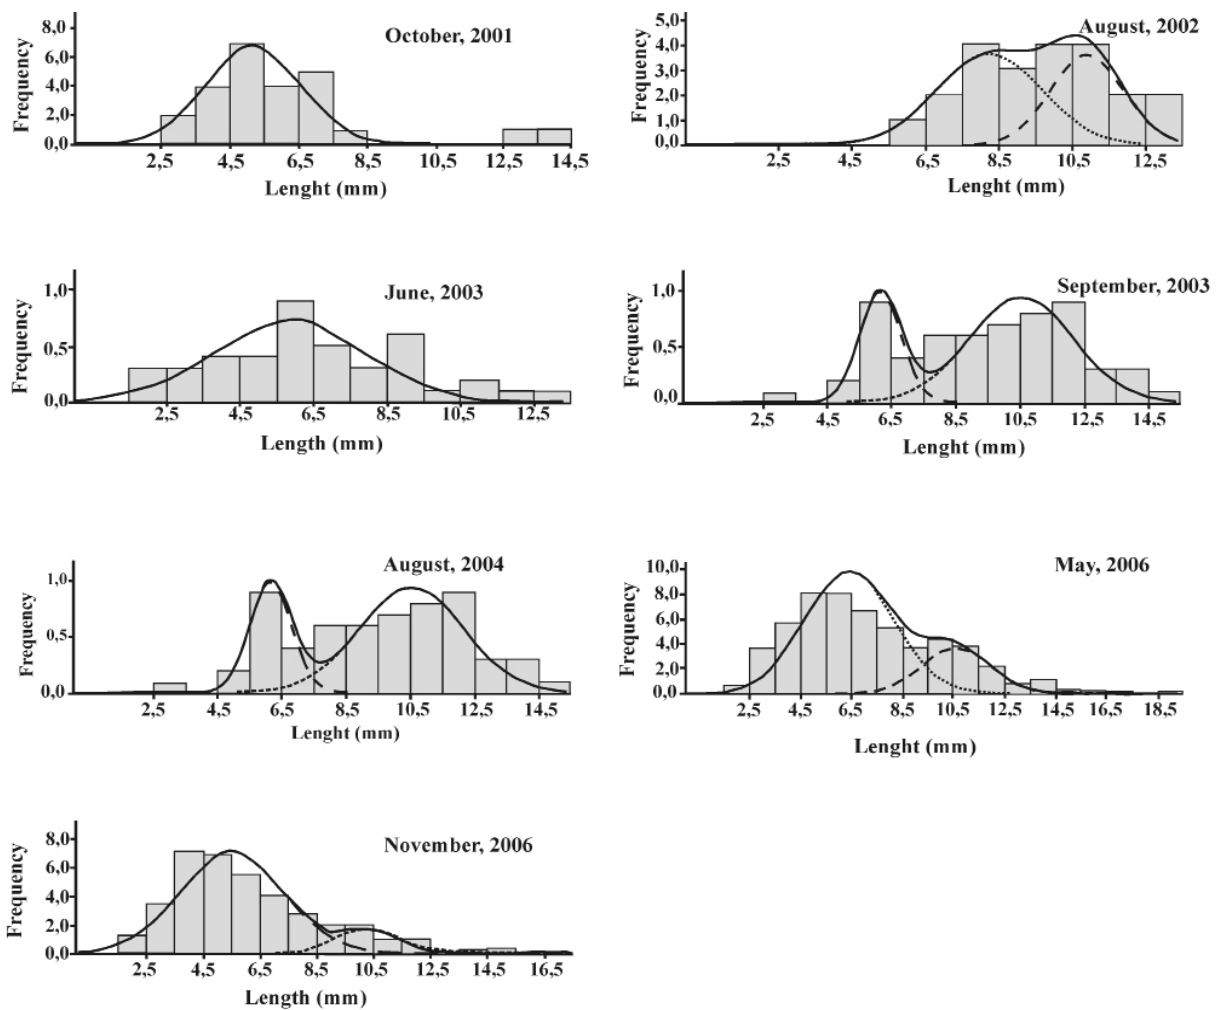 October, 2001
Frequency
8,0
6,0
4,0
2,0
0,0
2,5 4,5 6,5 8,5 10,5 12,5 14,5
Lenght (mm)
August, 2002
Frequency
5,0
4,0
3,0
2,0
1,0
0,0
2,5 4,5 6,5 8,5 10,5 12,5
Lenght (mm)
June, 2003
Frequency
1,0
0,5
0,0
2,5 4,5 6,5 8,5 10,5 12,5
Length (mm)
September, 2003
Frequency
1,0
0,5
0,0
2,5 4,5 6,5 8,5 10,5 12,5 14,5
Lenght (mm)
August, 2004
Frequency
1,0
0,5
0,0
2,5 4,5 6,5 8,5 10,5 12,5 14,5
Lenght (mm)
May, 2006
Frequency
10,0
8,0
6,0
4,0
2,0
0,0
2,5 4,5 6,5 8,5 10,5 12,5 14,5 16,5 18,5
Lenght (mm)
November, 2006
Frequency
8,0
6,0
4,0
2,0
0,0
2,5 4,5 6,5 8,5 10,5 12,5 14,5 16,5
Length (mm)